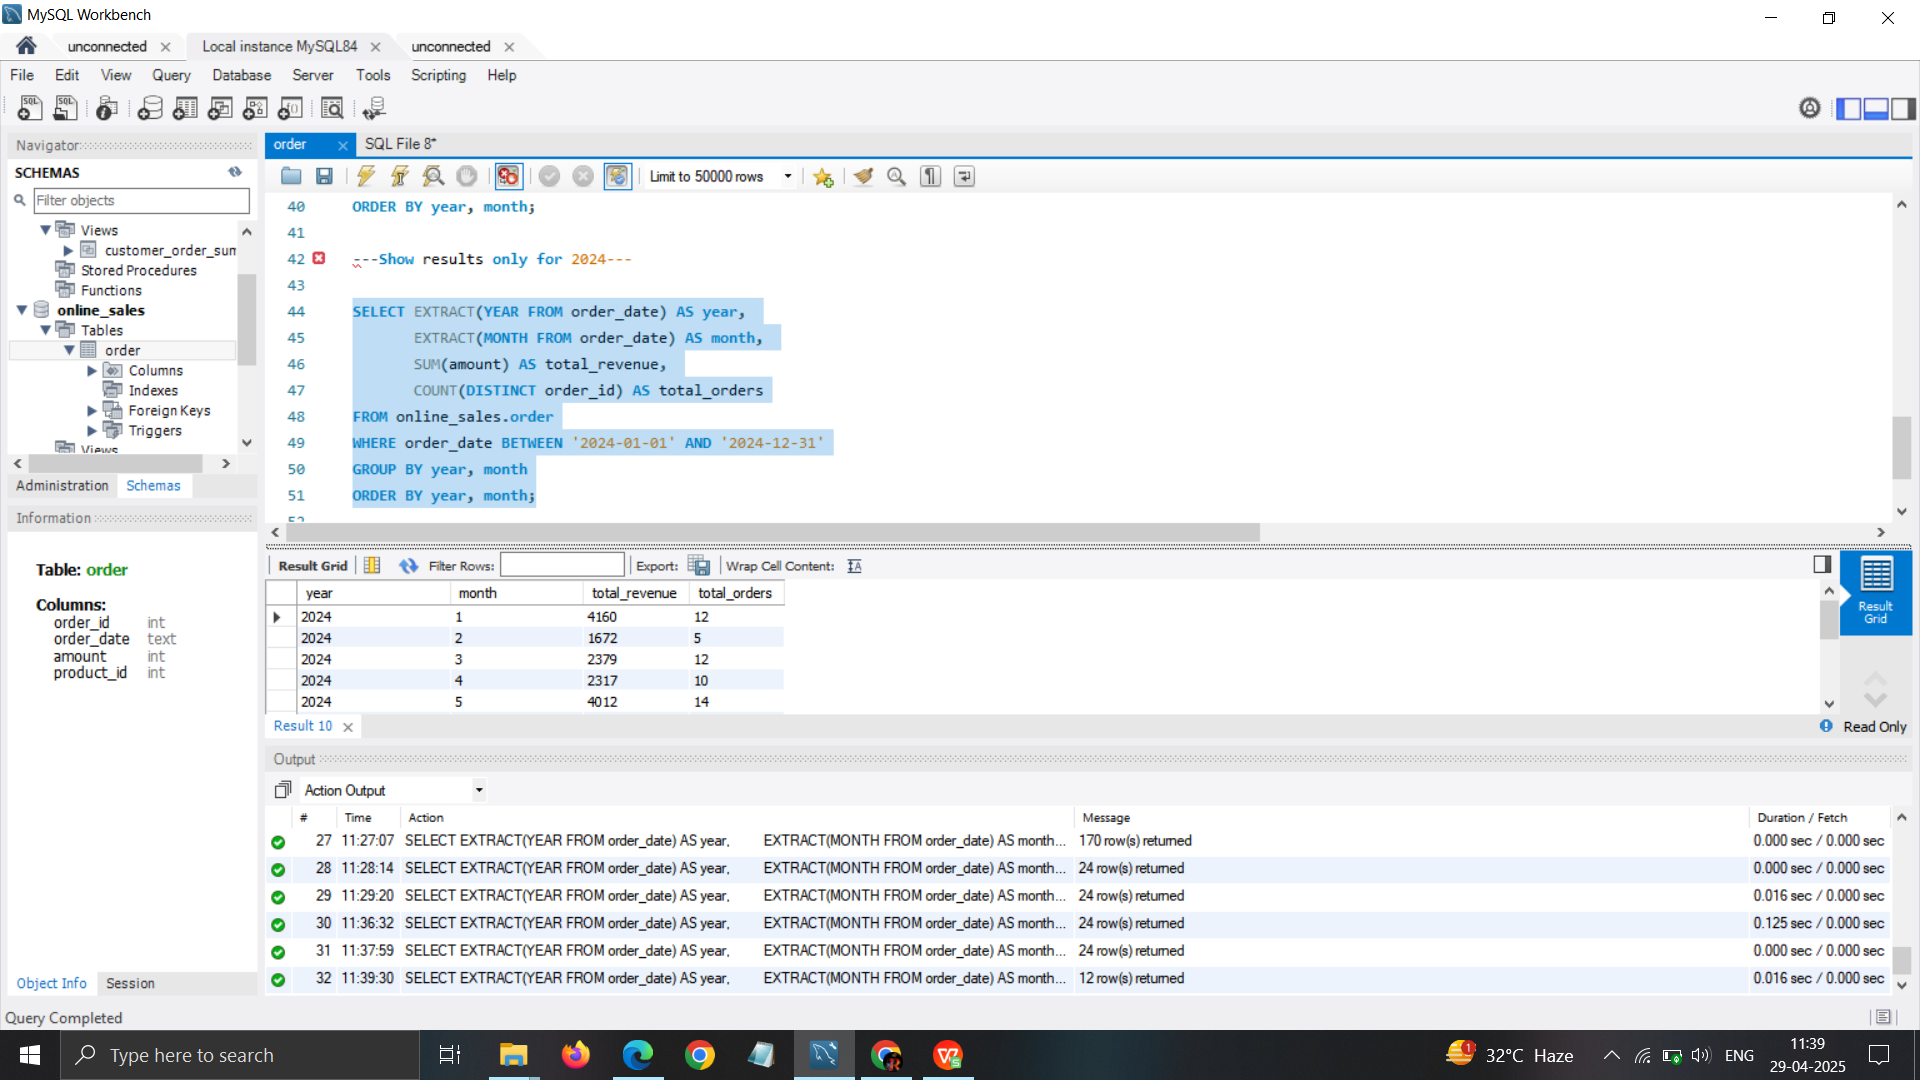 MySQL Workbench
unconnected
Local instance MySQL84
unconnected
File Edit View Query Database Server Tools Scripting Help
Navigator
SCHEMAS
Filter objects
Views
customer_order_sum
Stored Procedures
Functions
online_sales
Tables
order
Columns
Indexes
Foreign Keys
Triggers
Views
Administration Schemas
Information
Table: order
Columns:
order_id int
order_date text
amount int
product_id int
Object Info Session
order
SQL File 8*
Limit to 50000 rows
40 ORDER BY year, month;
41
42 ---Show results only for 2024---
43
44 SELECT EXTRACT(YEAR FROM order_date) AS year,
45 EXTRACT(MONTH FROM order_date) AS month,
46 SUM(amount) AS total_revenue,
47 COUNT(DISTINCT order_id) AS total_orders
48 FROM online_sales.order
49 WHERE order_date BETWEEN '2024-01-01' AND '2024-12-31'
50 GROUP BY year, month
51 ORDER BY year, month;
52
Result Grid Filter Rows: Export: Wrap Cell Content:
year month total_revenue total_orders
2024 1 4160 12
2024 2 1672 5
2024 3 2379 12
2024 4 2317 10
2024 5 4012 14
Result Grid
Result 10
Read Only
Output
Action Output
# Time Action Message Duration / Fetch
27 11:27:07 SELECT EXTRACT(YEAR FROM order_date) AS year, EXTRACT(MONTH FROM order_date) AS month... 170 row(s) returned 0.000 sec / 0.000 sec
28 11:28:14 SELECT EXTRACT(YEAR FROM order_date) AS year, EXTRACT(MONTH FROM order_date) AS month... 24 row(s) returned 0.000 sec / 0.000 sec
29 11:29:20 SELECT EXTRACT(YEAR FROM order_date) AS year, EXTRACT(MONTH FROM order_date) AS month... 24 row(s) returned 0.016 sec / 0.000 sec
30 11:36:32 SELECT EXTRACT(YEAR FROM order_date) AS year, EXTRACT(MONTH FROM order_date) AS month... 24 row(s) returned 0.125 sec / 0.000 sec
31 11:37:59 SELECT EXTRACT(YEAR FROM order_date) AS year, EXTRACT(MONTH FROM order_date) AS month... 24 row(s) returned 0.000 sec / 0.000 sec
32 11:39:30 SELECT EXTRACT(YEAR FROM order_date) AS year, EXTRACT(MONTH FROM order_date) AS month... 12 row(s) returned 0.016 sec / 0.000 sec
Query Completed
Type here to search
1
32°C Haze
ENG
11:39
29-04-2025